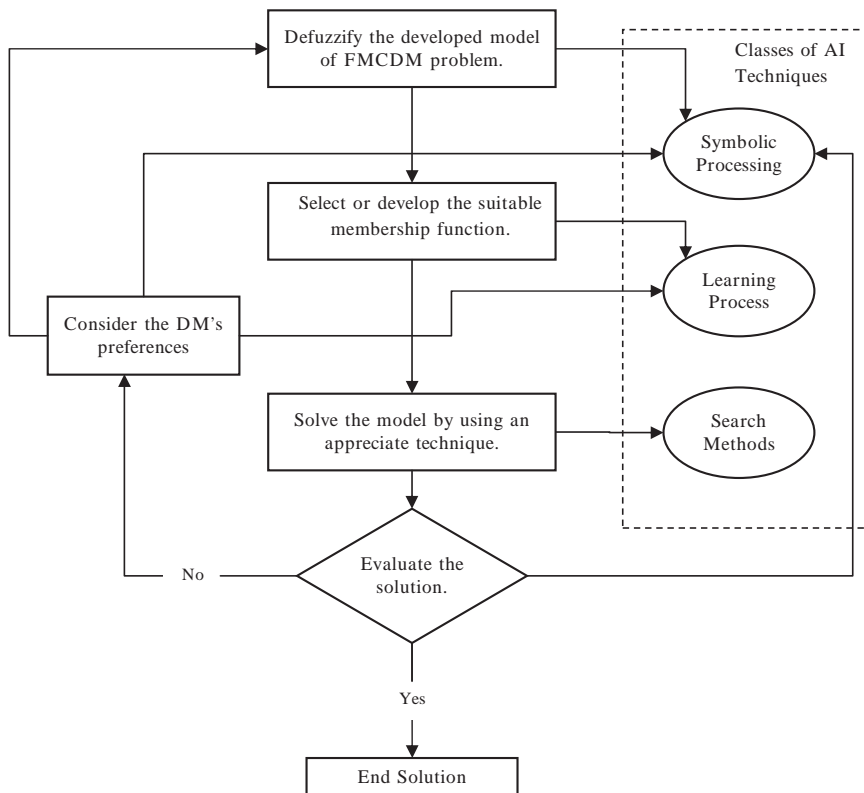 Defuzzify the developed model
of FMCDM problem.
Classes of AI
Techniques
Symbolic
Processing
Select or develop the suitable
membership function.
Learning
Process
Consider the DM's
preferences
Solve the model by using an
appreciate technique.
Search
Methods
Evaluate the
solution.
No
Yes
End Solution